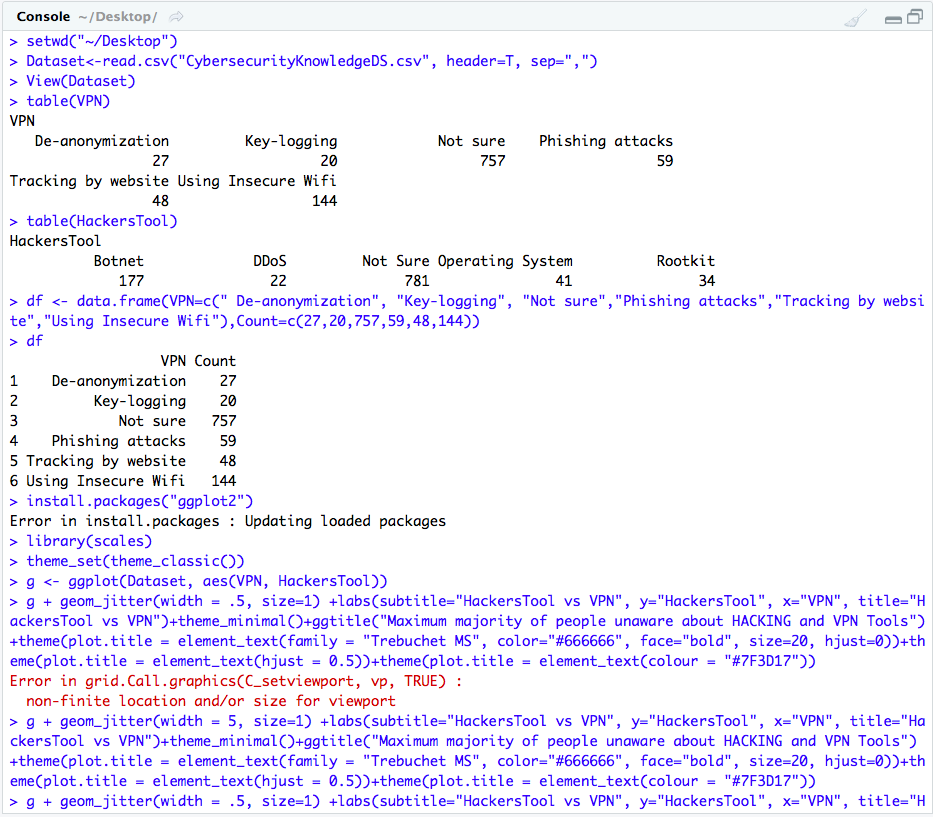 Console ~/Desktop/
> setwd("~/Desktop")
> Dataset<-read.csv("CybersecurityKnowledgeDS.csv", header=T, sep=",")
> View(Dataset)
> table(VPN)
VPN
   De-anonymization         Key-logging            Not sure    Phishing attacks
                 27                  20                 757                  59
Tracking by website Using Insecure Wifi
                 48                 144
> table(HackersTool)
HackersTool
          Botnet             DDoS         Not Sure Operating System          Rootkit
             177               22              781               41               34
> df <- data.frame(VPN=c(" De-anonymization", "Key-logging", "Not sure","Phishing attacks","Tracking by websi
te","Using Insecure Wifi"),Count=c(27,20,757,59,48,144))
> df
                  VPN Count
1    De-anonymization    27
2         Key-logging    20
3            Not sure   757
4    Phishing attacks    59
5 Tracking by website    48
6 Using Insecure Wifi   144
> install.packages("ggplot2")
Error in install.packages : Updating loaded packages
> library(scales)
> theme_set(theme_classic())
> g <- ggplot(Dataset, aes(VPN, HackersTool))
> g + geom_jitter(width = .5, size=1) +labs(subtitle="HackersTool vs VPN", y="HackersTool", x="VPN", title="H
ackersTool vs VPN")+theme_minimal()+ggtitle("Maximum majority of people unaware about HACKING and VPN Tools")
+theme(plot.title = element_text(family = "Trebuchet MS", color="#666666", face="bold", size=20, hjust=0))+th
eme(plot.title = element_text(hjust = 0.5))+theme(plot.title = element_text(colour = "#7F3D17"))
Error in grid.Call.graphics(C_setviewport, vp, TRUE) :
  non-finite location and/or size for viewport
> g + geom_jitter(width = 5, size=1) +labs(subtitle="HackersTool vs VPN", y="HackersTool", x="VPN", title="Ha
ckersTool vs VPN")+theme_minimal()+ggtitle("Maximum majority of people unaware about HACKING and VPN Tools")
+theme(plot.title = element_text(family = "Trebuchet MS", color="#666666", face="bold", size=20, hjust=0))+th
eme(plot.title = element_text(hjust = 0.5))+theme(plot.title = element_text(colour = "#7F3D17"))
> g + geom_jitter(width = .5, size=1) +labs(subtitle="HackersTool vs VPN", y="HackersTool", x="VPN", title="H